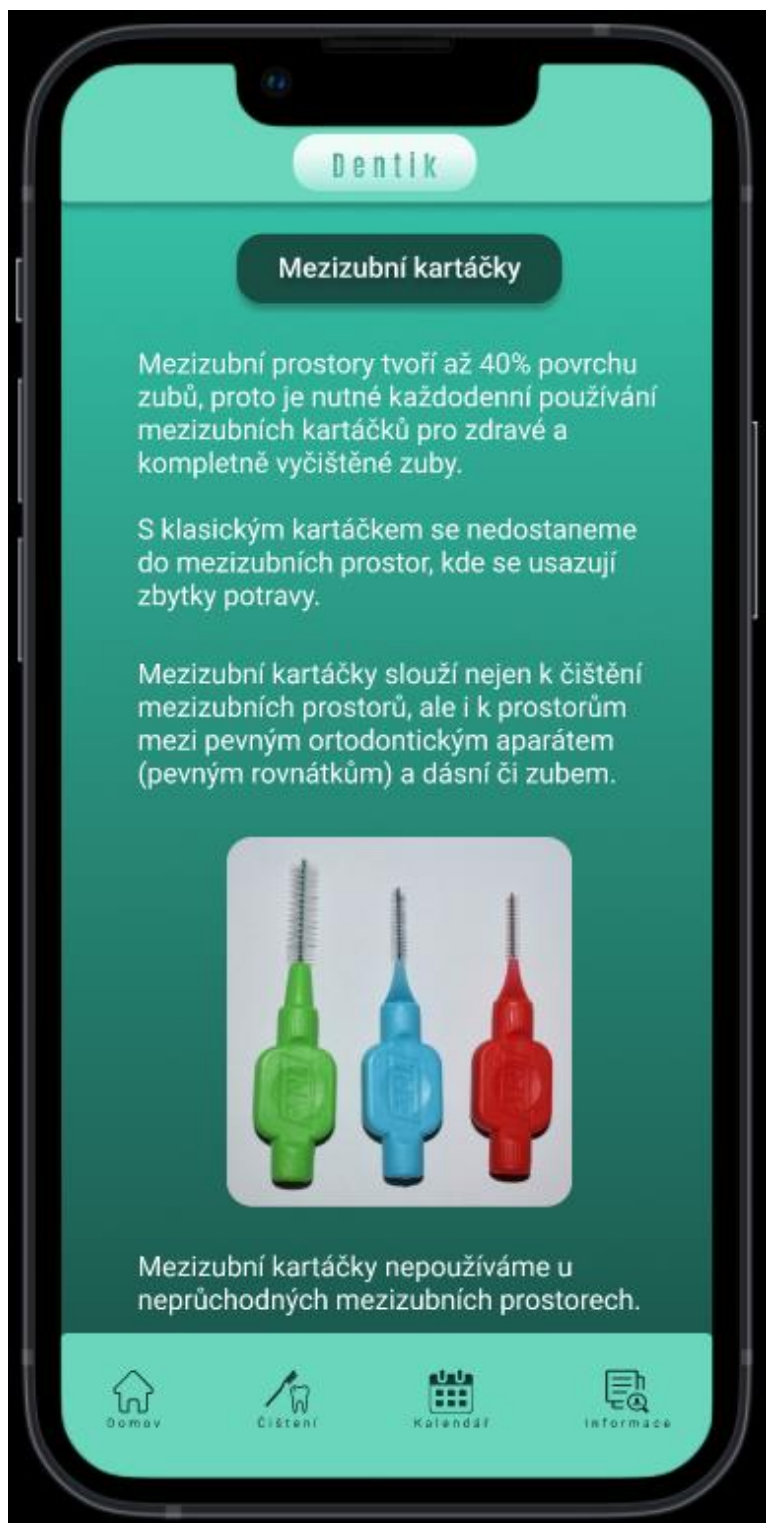 Dentik
Mezizubní kartáčky
Mezizubní prostory tvoří až 40% povrchu
zubů, proto je nutné každodenní používání
mezizubních kartáčků pro zdravé a
kompletně vyčištěné zuby.
S klasickým kartáčkem se nedostaneme
do mezizubních prostor, kde se usazují
zbytky potravy.
Mezizubní kartáčky slouží nejen k čištění
mezizubních prostorů, ale i k prostorům
mezi pevným ortodontickým aparátem
(pevným rovnátkům) a dásní či zubem.
Mezizubní kartáčky nepoužíváme u
neprůchodných mezizubních prostorech.
Domov Čištení Kalendář Informace